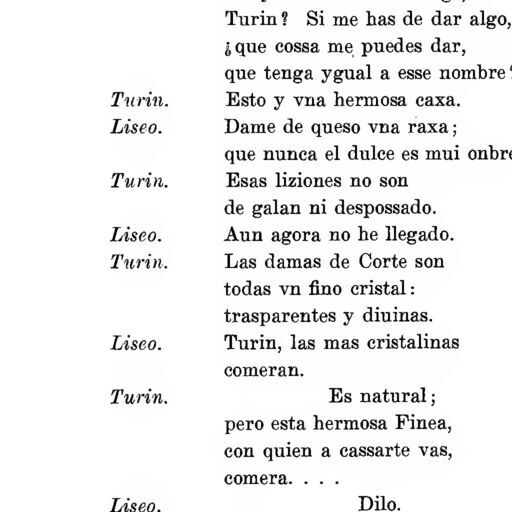 Turin? Si me has de dar algo,
¿que cossa me puedes dar,
que tenga ygual a esse nombre?
Turin. Esto y vna hermosa caxa.
Liseo. Dame de queso vna raxa;
que nunca el dulce es mui onbre
Turin. Esas liziones no son
de galan ni despossado.
Liseo. Aun agora no he llegado.
Turin. Las damas de Corte son
todas vn fino cristal:
trasparentes y diuinas.
Liseo. Turin, las mas cristalinas
comeran.
Turin. Es natural;
pero esta hermosa Finea,
con quien a cassarte vas,
comera. . . .
Liseo. Dilo.